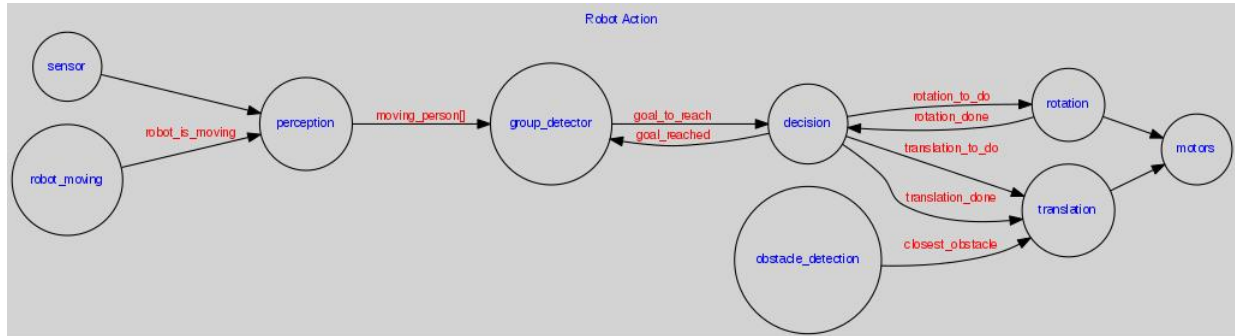 Robot Action
sensor
robot_is_moving
robot_moving
perception
moving_person[]
group_detector
goal_to_reach
goal_reached
decision
rotation_to_do
rotation_done
rotation
translation_to_do
translation_done
translation
motors
closest_obstacle
obstacle_detection